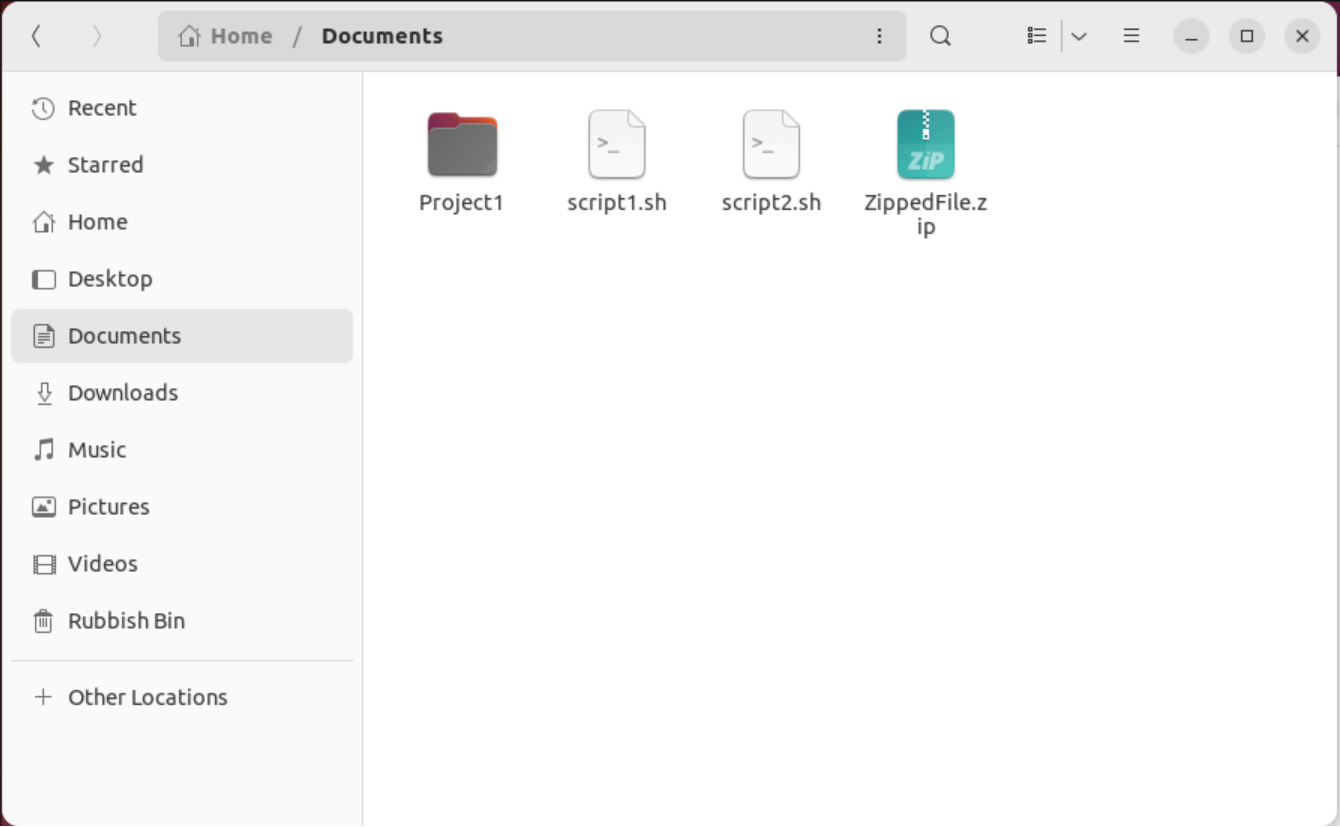 Home / Documents
Recent
Starred
Home
Desktop
Documents
Downloads
Music
Pictures
Videos
Rubbish Bin
+ Other Locations
Project1
>_
script1.sh
>_
script2.sh
ZiP
ZippedFile.z
ip